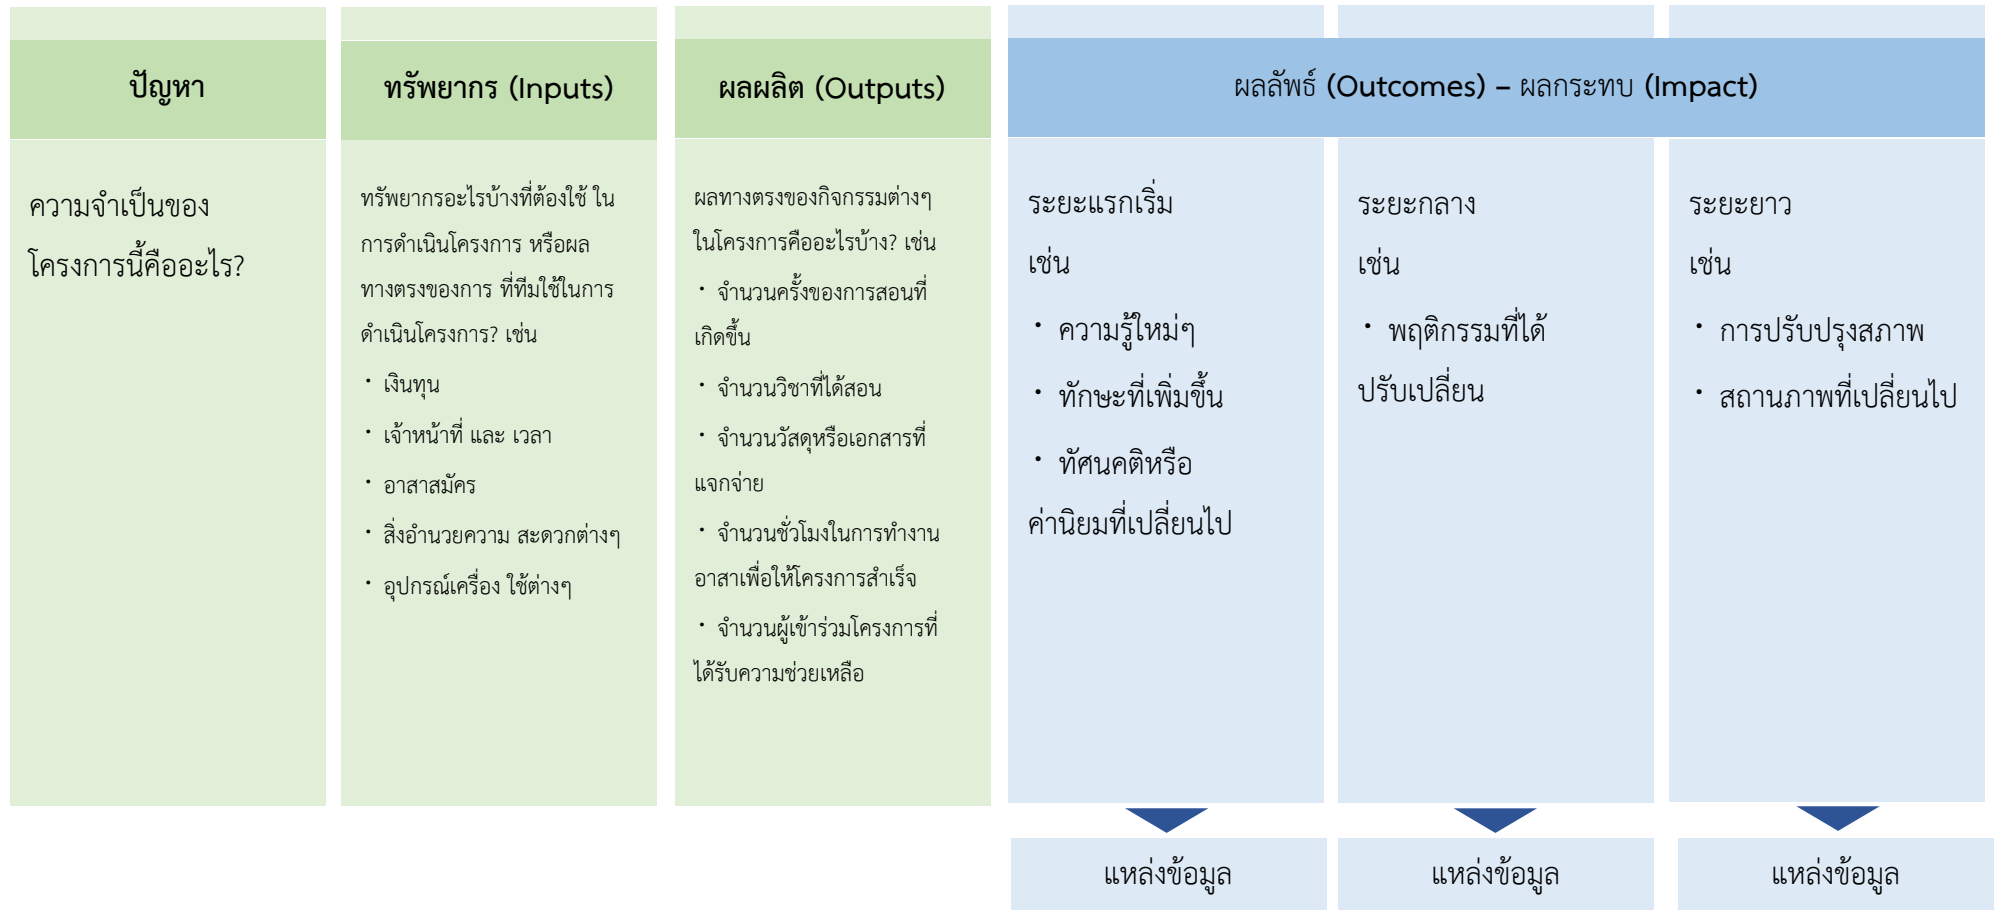 ปัญหา
ความจำเป็นของ
โครงการนี้คืออะไร?
ทรัพยากร (Inputs)
ทรัพยากรอะไรบ้างที่ต้องใช้ ใน
การดำเนินโครงการ หรือผล
ทางตรงของการ ที่ทีมใช้ในการ
ดำเนินโครงการ? เช่น
· เงินทุน
· เจ้าหน้าที่ และ เวลา
· อาสาสมัคร
· สิ่งอำนวยความ สะดวกต่างๆ
· อุปกรณ์เครื่อง ใช้ต่างๆ
ผลผลิต (Outputs)
ผลทางตรงของกิจกรรมต่างๆ
ในโครงการคืออะไรบ้าง? เช่น
· จำนวนครั้งของการสอนที่
เกิดขึ้น
· จำนวนวิชาที่ได้สอน
· จำนวนวัสดุหรือเอกสารที่
แจกจ่าย
· จำนวนชั่วโมงในการทำงาน
อาสาเพื่อให้โครงการสำเร็จ
· จำนวนผู้เข้าร่วมโครงการที่
ได้รับความช่วยเหลือ
ผลลัพธ์ (Outcomes) – ผลกระทบ (Impact)
ระยะแรกเริ่ม
เช่น
· ความรู้ใหม่ๆ
· ทักษะที่เพิ่มขึ้น
· ทัศนคติหรือ
ค่านิยมที่เปลี่ยนไป
แหล่งข้อมูล
ระยะกลาง
เช่น
· พฤติกรรมที่ได้
ปรับเปลี่ยน
แหล่งข้อมูล
ระยะยาว
เช่น
· การปรับปรุงสภาพ
· สถานภาพที่เปลี่ยนไป
แหล่งข้อมูล